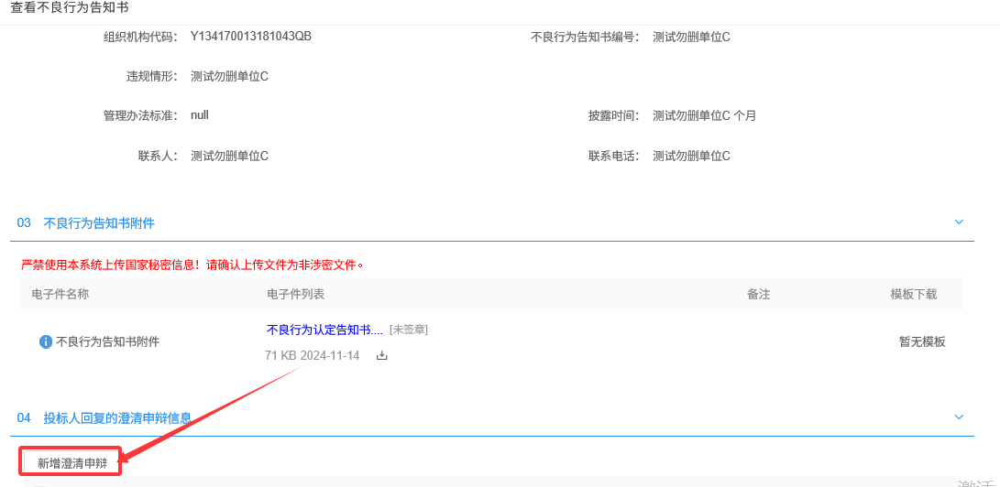 查看不良行为告知书
组织机构代码： Y134170013181043QB 不良行为告知书编号： 测试勿删单位C
违规情形： 测试勿删单位C
管理办法标准： null 披露时间： 测试勿删单位C 个月
联系人： 测试勿删单位C 联系电话： 测试勿删单位C
03 不良行为告知书附件
严禁使用本系统上传国家秘密信息！请确认上传文件为非涉密文件。
电子件名称 电子件列表 备注 模板下载
不良行为认定告知书.... [未签章]
不良行为告知书附件 暂无模板
71 KB 2024-11-14
04 投标人回复的澄清申辩信息
新增澄清申辩
激活